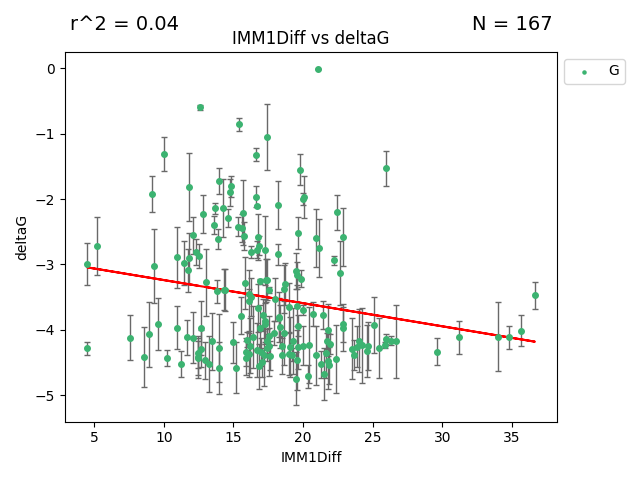 r^2 = 0.04
N = 167
IMM1Diff vs deltaG
G
deltaG
0
−1
−2
−3
−4
−5
5 10 15 20 25 30 35
IMM1Diff